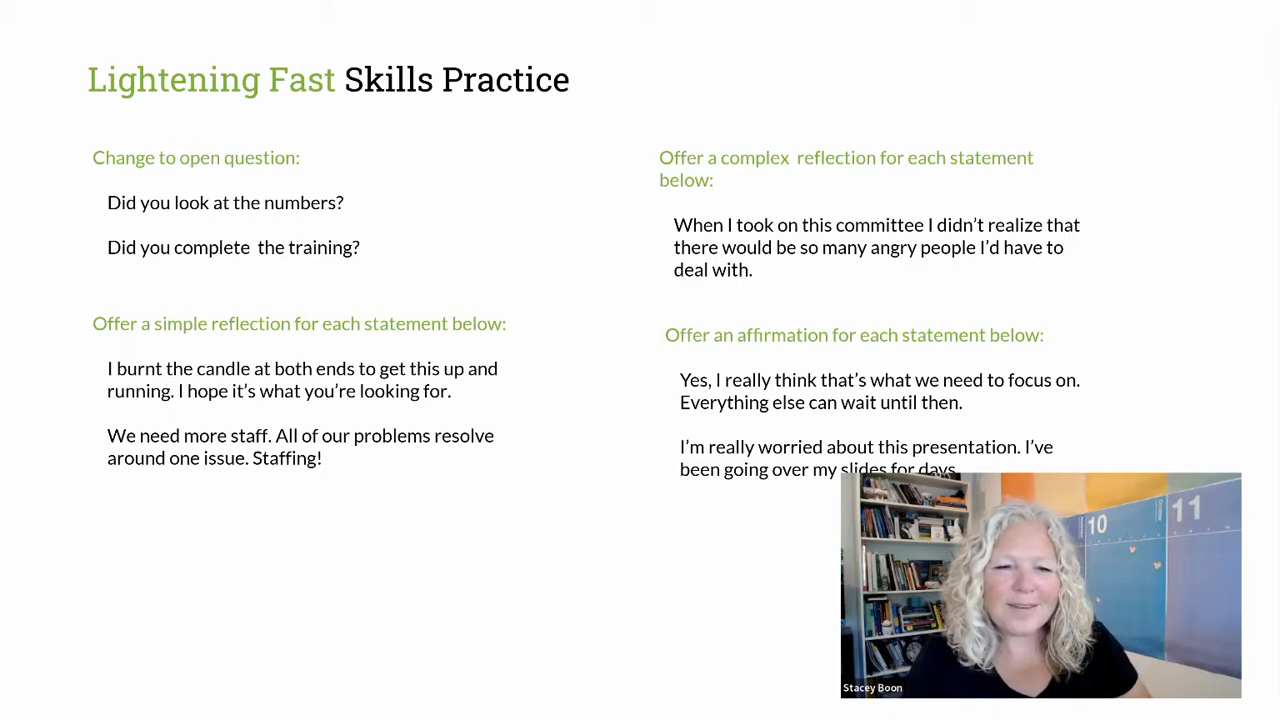 Lightening Fast Skills Practice
Change to open question:
Did you look at the numbers?
Did you complete the training?
Offer a simple reflection for each statement below:
I burnt the candle at both ends to get this up and
running. I hope it's what you're looking for.
We need more staff. All of our problems resolve
around one issue. Staffing!
Offer a complex reflection for each statement
below:
When I took on this committee I didn't realize that
there would be so many angry people I'd have to
deal with.
Offer an affirmation for each statement below:
Yes, I really think that's what we need to focus on.
Everything else can wait until then.
I'm really worried about this presentation. I've
been going over my slides for days.
10
11
Stacey Boon